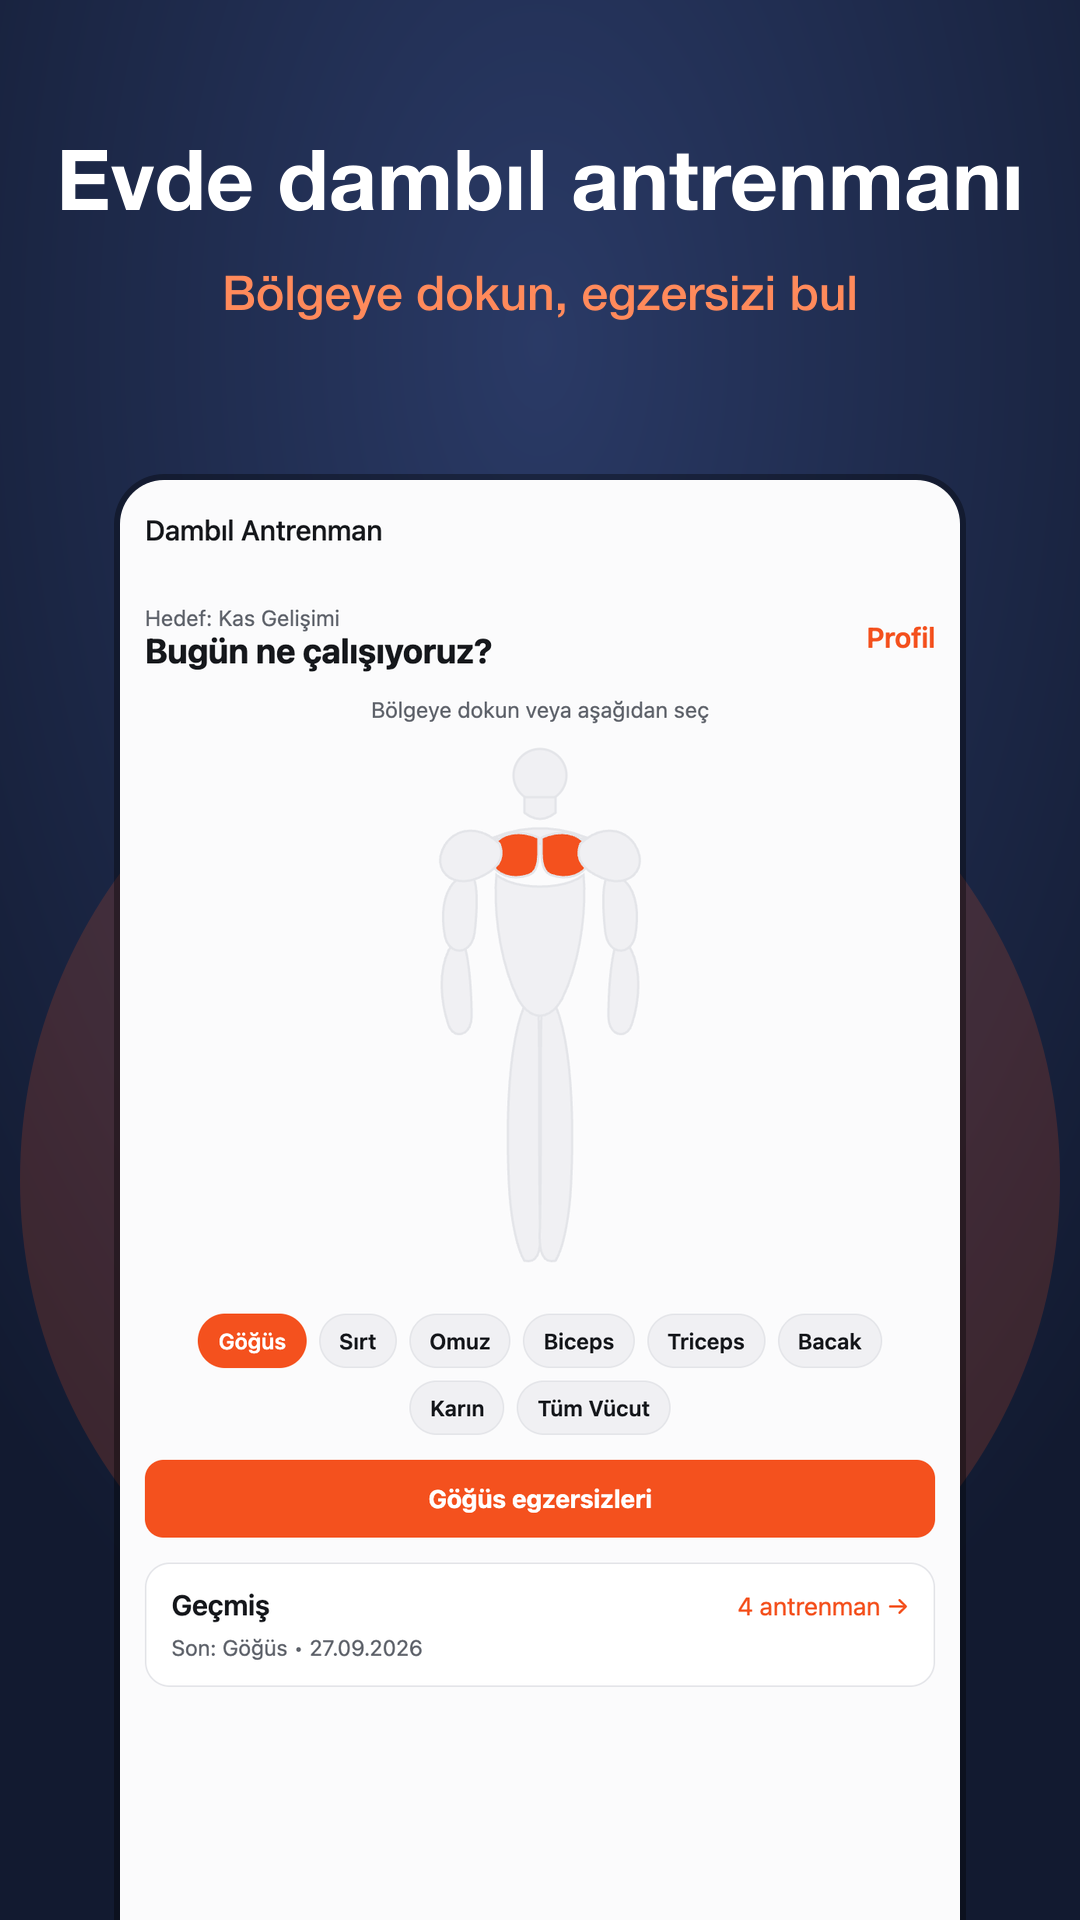 Evde dambıl antrenmanı
Bölgeye dokun, egzersizi bul
Dambıl Antrenman
Hedef: Kas Gelişimi
Bugün ne çalışıyoruz?
Profil
Bölgeye dokun veya aşağıdan seç
Göğüs Sırt Omuz Biceps Triceps Bacak
Karın Tüm Vücut
Göğüs egzersizleri
Geçmiş 4 antrenman →
Son: Göğüs • 27.09.2026